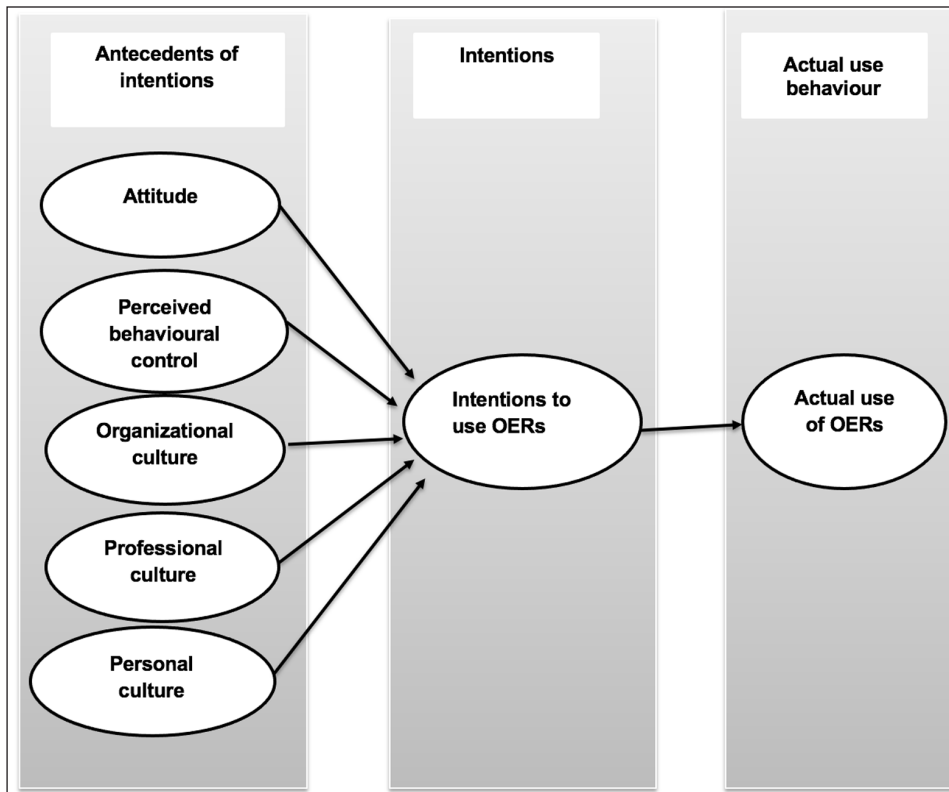 Antecedents of
intentions
Intentions
Actual use
behaviour
Attitude
Perceived
behavioural
control
Organizational
culture
Professional
culture
Personal
culture
Intentions to
use OERs
Actual use
of OERs